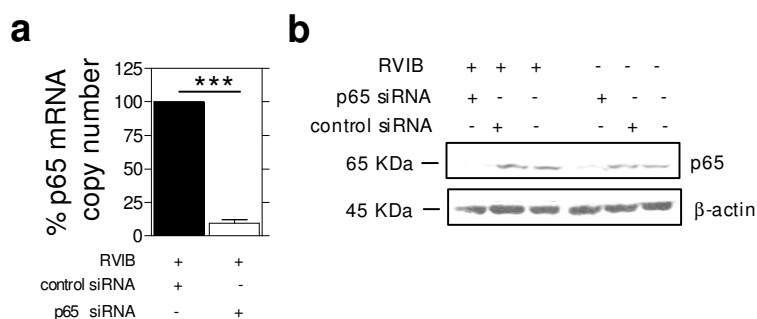 a
% p65 mRNA
copy number
125
100
75
50
25
0
***
RVIB + +
control siRNA + -
p65 siRNA - +
b
RVIB + + + - - -
p65 siRNA + - - + - -
control siRNA - + - - + -
65 KDa p65
45 KDa β-actin